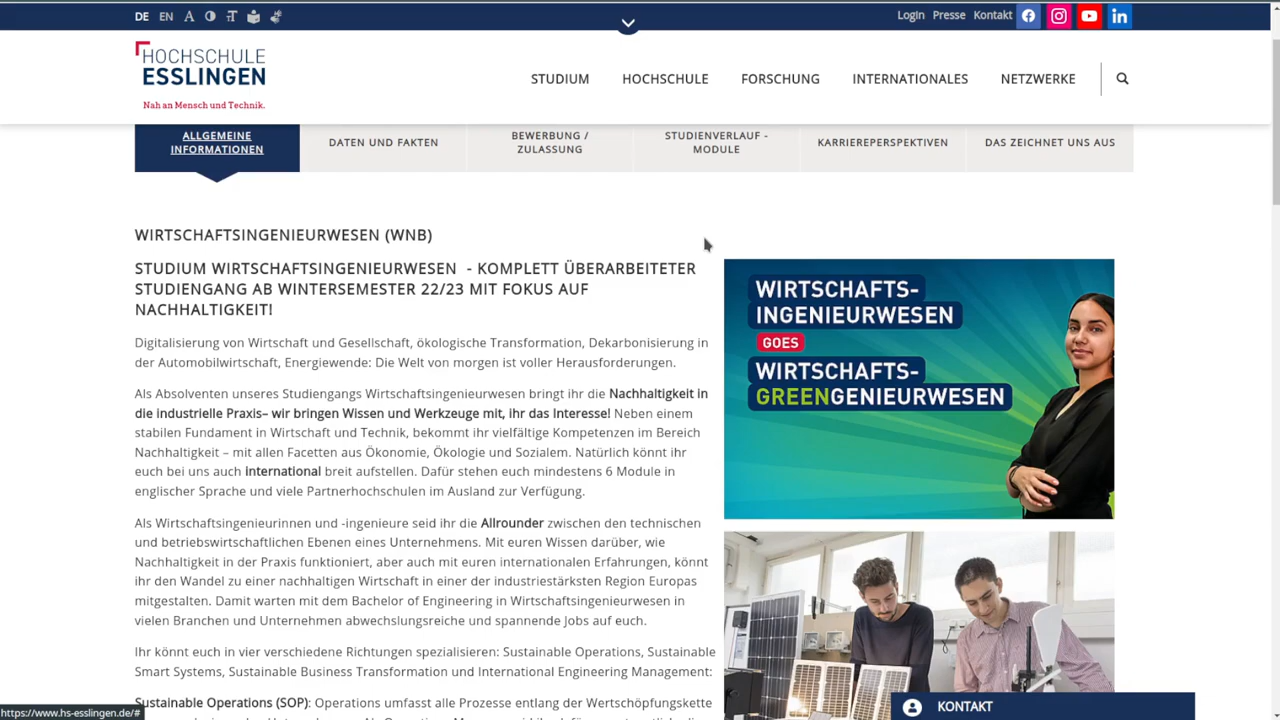 DE EN
Login Presse Kontakt
HOCHSCHULE
ESSLINGEN
Nah an Mensch und Technik.
STUDIUM HOCHSCHULE FORSCHUNG INTERNATIONALES NETZWERKE
ALLGEMEINE
INFORMATIONEN
DATEN UND FAKTEN
BEWERBUNG /
ZULASSUNG
STUDIENVERLAUF -
MODULE
KARRIEREPERSPEKTIVEN
DAS ZEICHNET UNS AUS
WIRTSCHAFTSINGENIEURWESEN (WNB)
STUDIUM WIRTSCHAFTSINGENIEURWESEN - KOMPLETT ÜBERARBEITETER
STUDIENGANG AB WINTERSEMESTER 22/23 MIT FOKUS AUF
NACHHALTIGKEIT!
Digitalisierung von Wirtschaft und Gesellschaft, ökologische Transformation, Dekarbonisierung in
der Automobilwirtschaft, Energiewende: Die Welt von morgen ist voller Herausforderungen.
Als Absolventen unseres Studiengangs Wirtschaftsingenieurwesen bringt ihr die Nachhaltigkeit in
die industrielle Praxis– wir bringen Wissen und Werkzeuge mit, ihr das Interesse! Neben einem
stabilen Fundament in Wirtschaft und Technik, bekommt ihr vielfältige Kompetenzen im Bereich
Nachhaltigkeit – mit allen Facetten aus Ökonomie, Ökologie und Sozialem. Natürlich könnt ihr
euch bei uns auch international breit aufstellen. Dafür stehen euch mindestens 6 Module in
englischer Sprache und viele Partnerhochschulen im Ausland zur Verfügung.
Als Wirtschaftsingenieurinnen und -ingenieure seid ihr die Allrounder zwischen den technischen
und betriebswirtschaftlichen Ebenen eines Unternehmens. Mit euren Wissen darüber, wie
Nachhaltigkeit in der Praxis funktioniert, aber auch mit euren internationalen Erfahrungen, könnt
ihr den Wandel zu einer nachhaltigen Wirtschaft in einer der industriestärksten Region Europas
mitgestalten. Damit warten mit dem Bachelor of Engineering in Wirtschaftsingenieurwesen in
vielen Branchen und Unternehmen abwechslungsreiche und spannende Jobs auf euch.
Ihr könnt euch in vier verschiedene Richtungen spezialisieren: Sustainable Operations, Sustainable
Smart Systems, Sustainable Business Transformation und International Engineering Management:
Sustainable Operations (SOP): Operations umfasst alle Prozesse entlang der Wertschöpfungskette
WIRTSCHAFTS-
INGENIEURWESEN
GOES
WIRTSCHAFTS-
GREENGENIEURWESEN
KONTAKT
https://www.hs-esslingen.de/#